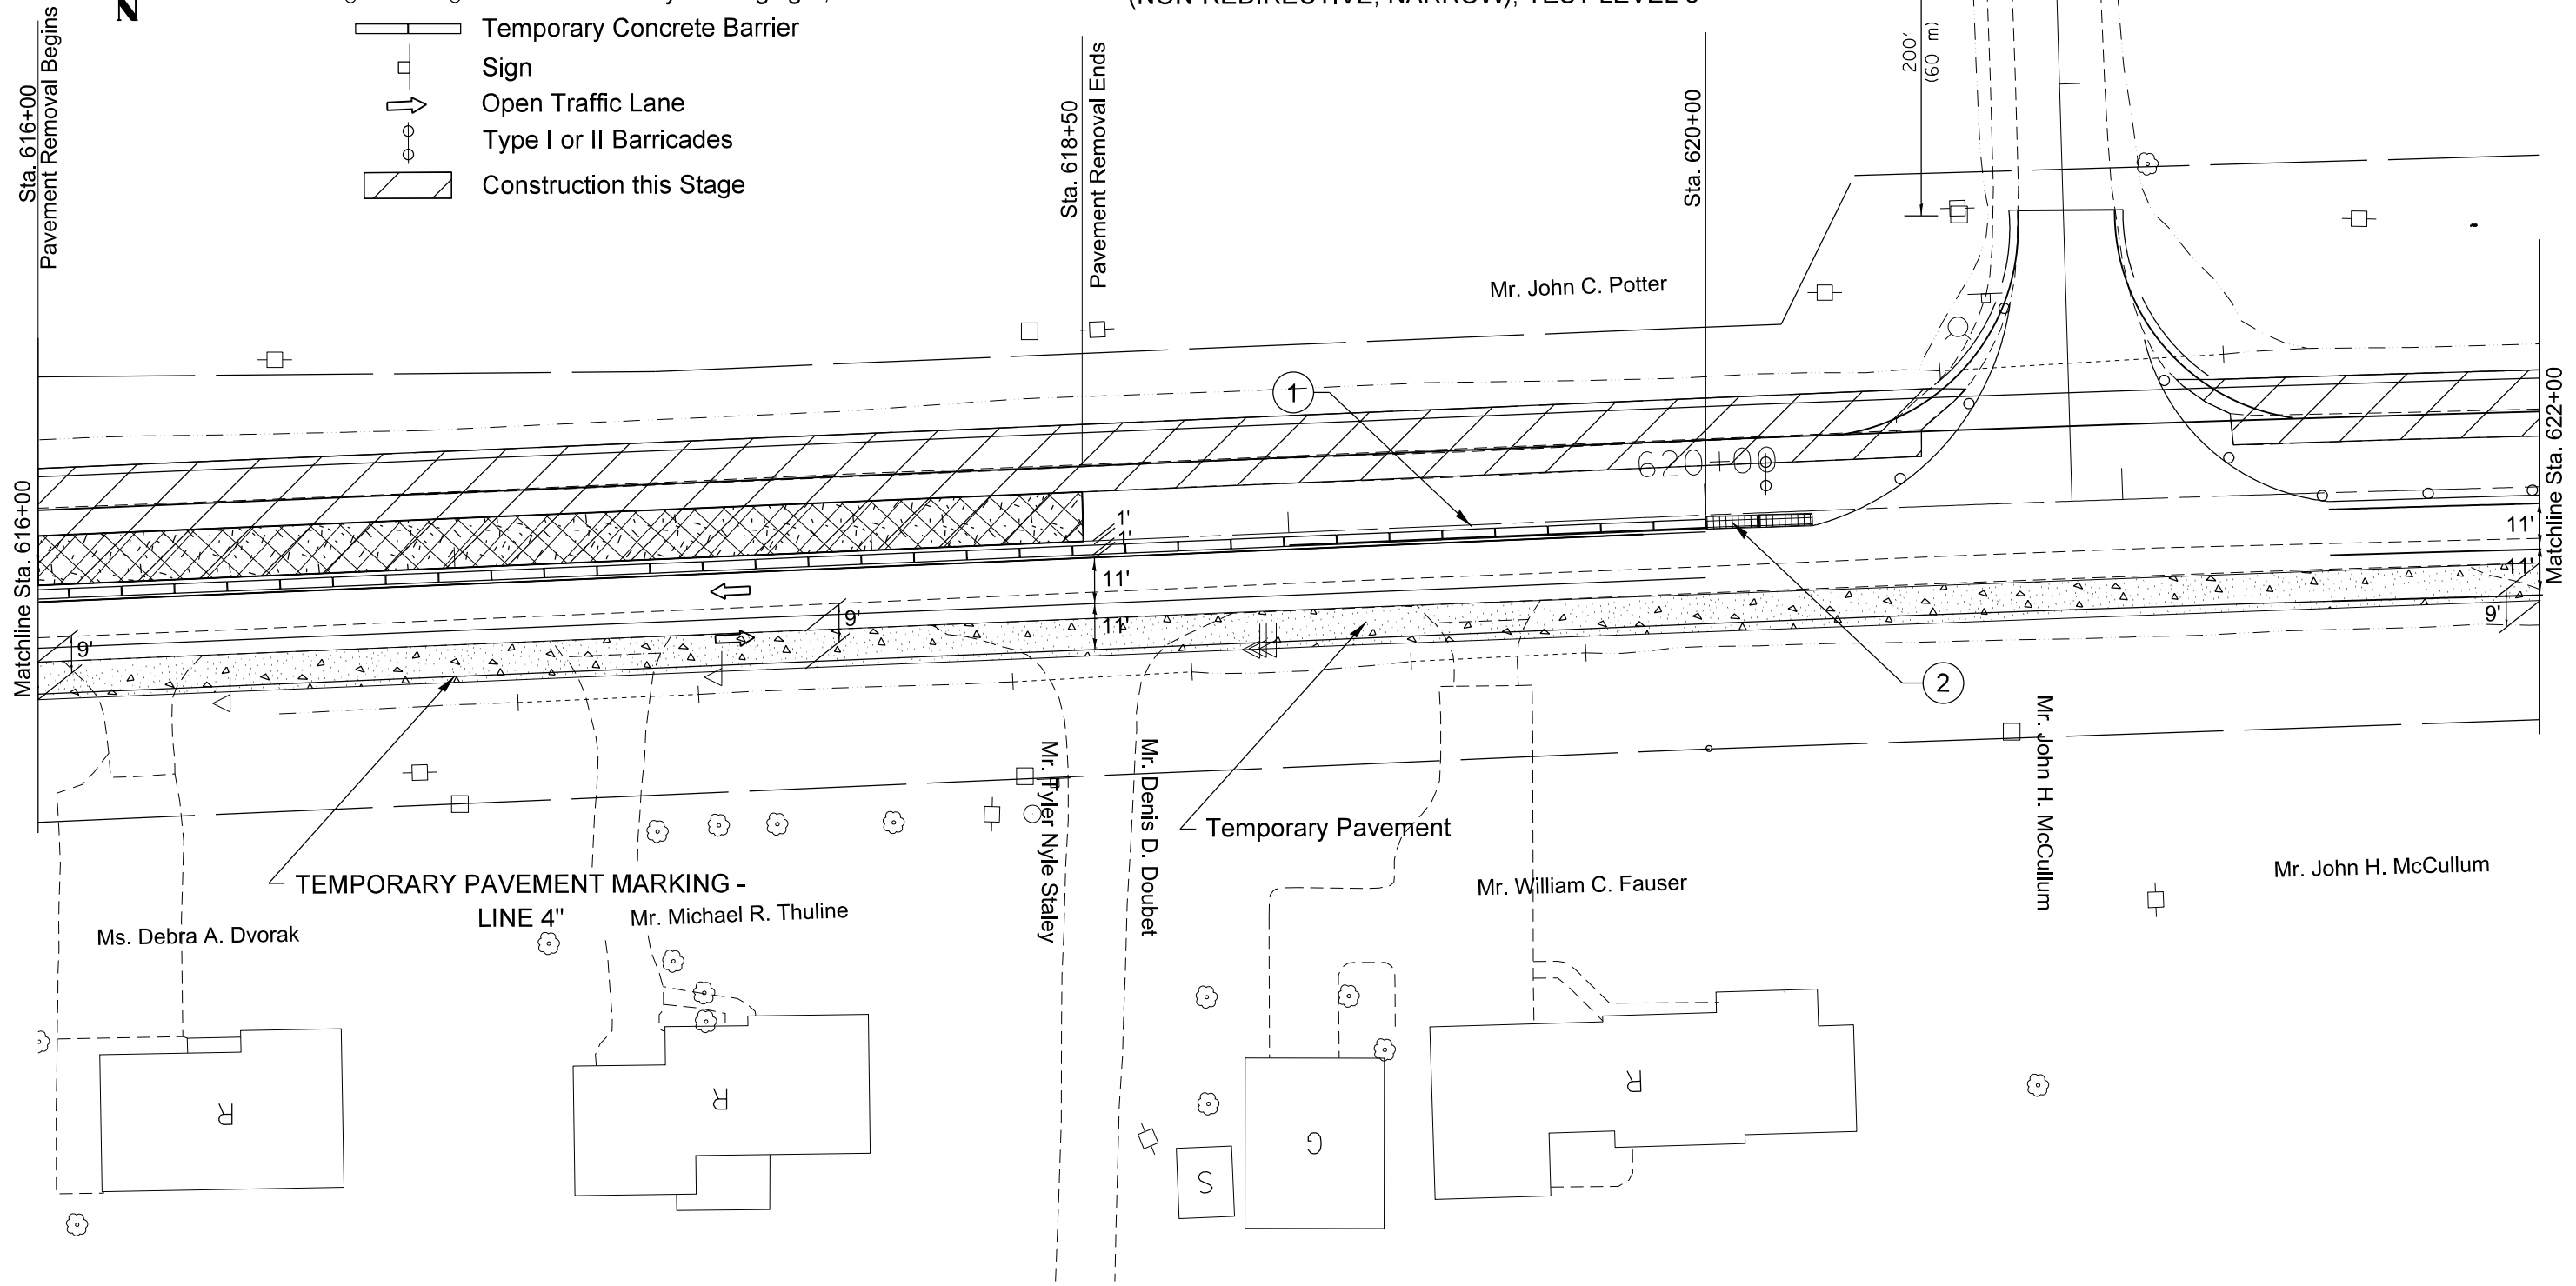 N
Temporary Concrete Barrier
Sign
Open Traffic Lane
Type I or II Barricades
Construction this Stage
Sta. 616+00
Pavement Removal Begins
Sta. 618+50
Pavement Removal Ends
Sta. 620+00
200'
(60 m)
Mr. John C. Potter
1
620+00
Matchline Sta. 616+00
Matchline Sta. 622+00
1'
1'
11'
11'
11'
11'
9'
9'
9'
2
Temporary Pavement
TEMPORARY PAVEMENT MARKING -
LINE 4"
Ms. Debra A. Dvorak
Mr. Michael R. Thuline
Mr. Tyler Nyle Staley
Mr. Denis D. Doubet
Mr. William C. Fauser
Mr. John H. McCullum
Mr. John H. McCullum
R
R
R
G
S